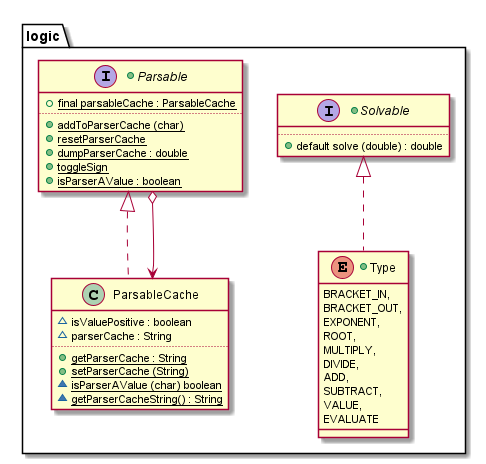 logic
I Parsable
final parsableCache : ParsableCache
addToParserCache (char)
resetParserCache
dumpParserCache : double
toggleSign
isParserAValue : boolean
I Solvable
default solve (double) : double
C ParsableCache
isValuePositive : boolean
parserCache : String
getParserCache : String
setParserCache (String)
isParserAValue (char) boolean
getParserCacheString() : String
E Type
BRACKET_IN,
BRACKET_OUT,
EXPONENT,
ROOT,
MULTIPLY,
DIVIDE,
ADD,
SUBTRACT,
VALUE,
EVALUATE